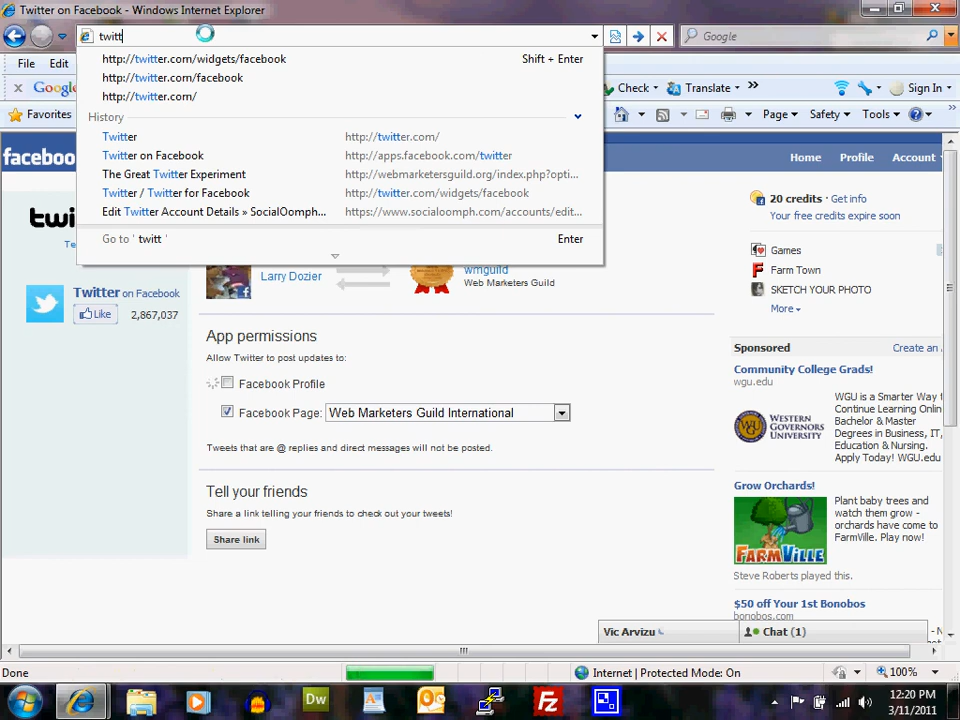 Twitter on Facebook - Windows Internet Explorer
twitt
Google
File Edit
http://twitter.com/widgets/facebook Shift + Enter
http://twitter.com/facebook
http://twitter.com/
Goog
Check Translate Sign In
History
Favorites
Page Safety Tools
Twitter http://twitter.com/
Twitter on Facebook http://apps.facebook.com/twitter
The Great Twitter Experiment http://webmarketersguild.org/index.php?opti...
Twitter / Twitter for Facebook http://twitter.com/widgets/facebook
Edit Twitter Account Details » SocialOomph... https://www.socialoomph.com/accounts/edit...
Go to ' twitt ' Enter
facebook
Home Profile Account
twi
Te
20 credits · Get info
Your free credits expire soon
Games
Farm Town
SKETCH YOUR PHOTO
More
Larry Dozier
wmguild
Web Marketers Guild
Twitter on Facebook
Like 2,867,037
App permissions
Allow Twitter to post updates to:
Facebook Profile
Facebook Page: Web Marketers Guild International
Tweets that are @ replies and direct messages will not be posted.
Tell your friends
Share a link telling your friends to check out your tweets!
Share link
Sponsored Create an
Community College Grads!
wgu.edu
WESTERN
GOVERNORS
UNIVERSITY
WGU is a Smarter Way
Continue Learning Onlin
Bachelor & Master
Degrees in Business, IT,
Education & Nursing.
Apply Today! WGU.edu
Grow Orchards!
FARMVILLE
Plant baby trees and
watch them grow -
orchards have come to
FarmVille. Play now!
Steve Roberts played this.
$50 off Your 1st Bonobos
bonobos.com
Vic Arvizu
Chat (1)
Done
Internet | Protected Mode: On
100%
Dw
Fz
12:20 PM
3/11/2011